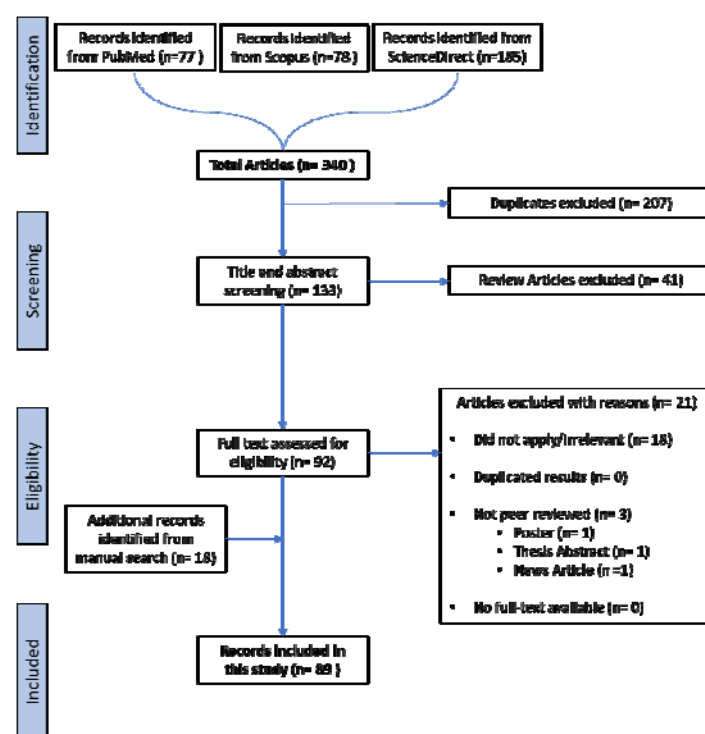 Identification
Records identified
from PubMed (n=77 )
Records identified
from Scopus (n=78 )
Records identified from
ScienceDirect (n=185)
Total Articles (n= 340 )
Duplicates excluded (n= 207)
Screening
Title and abstract
screening (n= 133)
Review Articles excluded (n= 41)
Eligibility
Full text assessed for
eligibility (n= 92)
Articles excluded with reasons (n= 21)
• Did not apply/irrelevant (n= 18)
• Duplicated results (n= 0)
• Not peer reviewed (n= 3)
• Poster (n= 1)
• Thesis Abstract (n= 1)
• News Article (n =1)
• No full-text available (n= 0)
Additional records
identified from
manual search (n= 18)
Included
Records included in
this study (n= 89 )